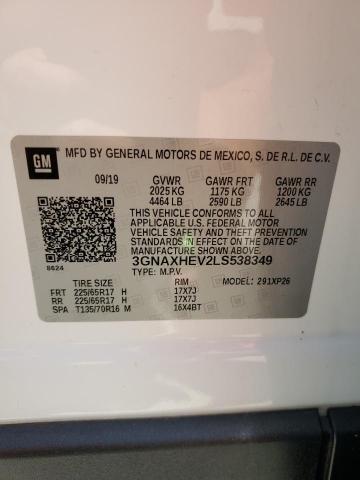 GM
MFD BY GENERAL MOTORS DE MEXICO, S. DE R.L. DE C.V.
09/19 GVWR GAWR FRT GAWR RR
2025 KG 1175 KG 1200 KG
4464 LB 2590 LB 2645 LB
THIS VEHICLE CONFORMS TO ALL
APPLICABLE U.S. FEDERAL MOTOR
VEHICLE SAFETY AND THEFT PREVENTION
STANDARDS IN EFFECT ON THE DATE OF
MANUFACTURE SHOWN ABOVE.
8624 3GNAXHEV2LS538349
TYPE: M.P.V. MODEL: 291XP26
TIRE SIZE RIM
FRT 225/65R17 H 17X7J
RR 225/65R17 H 17X7J
SPA T135/70R16 M 16X4BT